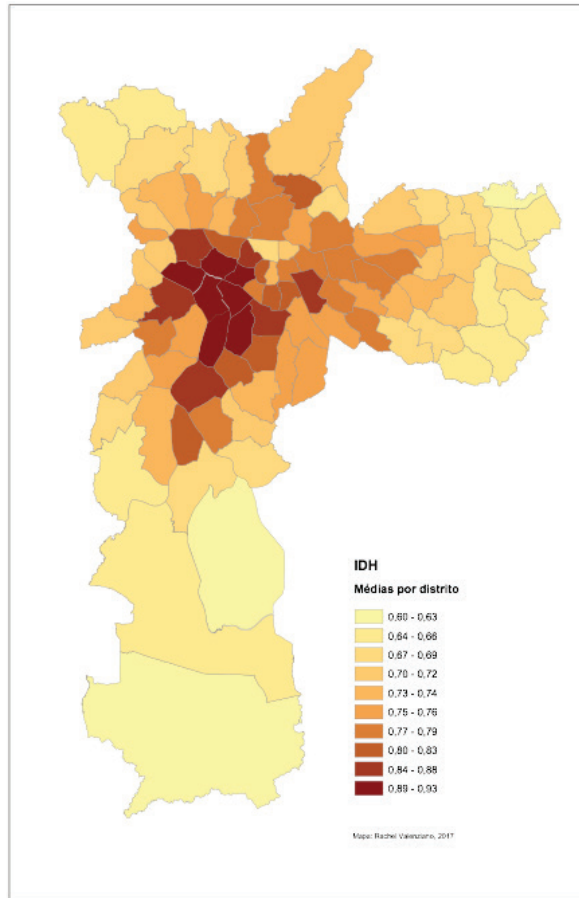 IDH
Médias por distrito
0,60 - 0,63
0,64 - 0,66
0,67 - 0,69
0,70 - 0,72
0,73 - 0,74
0,75 - 0,76
0,77 - 0,79
0,80 - 0,83
0,84 - 0,88
0,89 - 0,93
Mapa: Rachel Valenziano, 2017